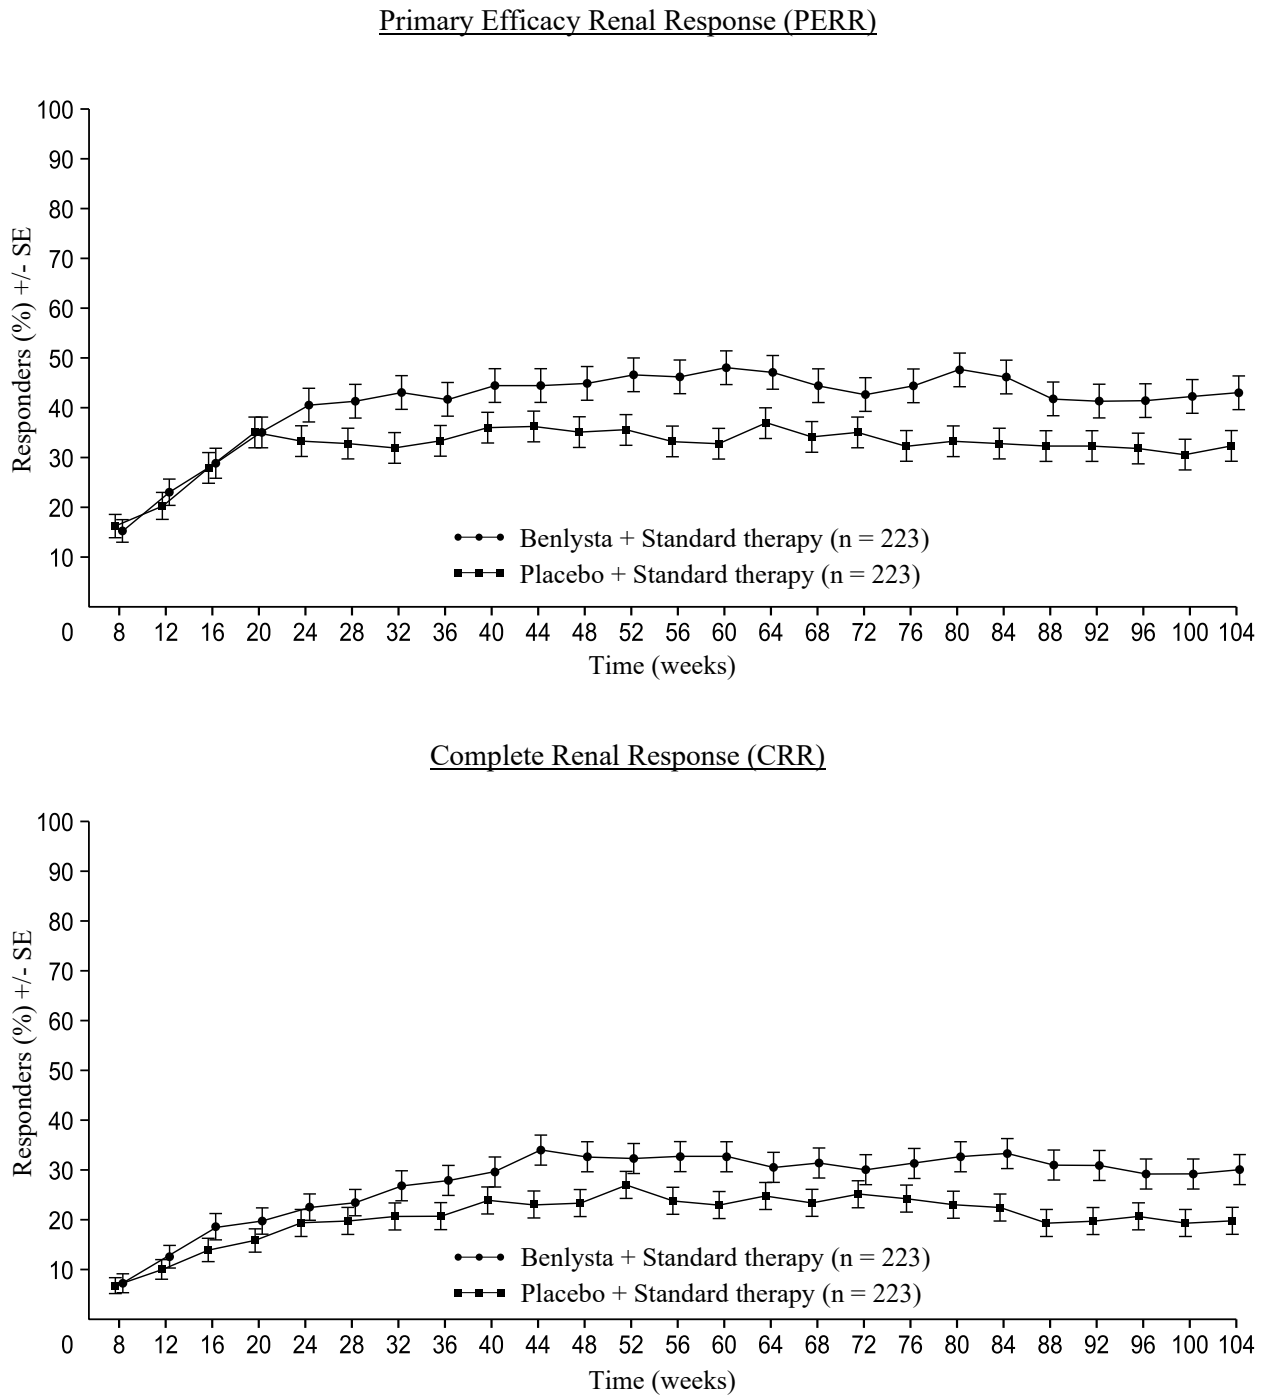 Primary Efficacy Renal Response (PERR)
100
90
80
70
60
50
40
30
20
10
0
Responders (%) +/- SE
Benlysta + Standard therapy (n = 223)
Placebo + Standard therapy (n = 223)
8 12 16 20 24 28 32 36 40 44 48 52 56 60 64 68 72 76 80 84 88 92 96 100 104
Time (weeks)
Complete Renal Response (CRR)
100
90
80
70
60
50
40
30
20
10
0
Responders (%) +/- SE
Benlysta + Standard therapy (n = 223)
Placebo + Standard therapy (n = 223)
8 12 16 20 24 28 32 36 40 44 48 52 56 60 64 68 72 76 80 84 88 92 96 100 104
Time (weeks)